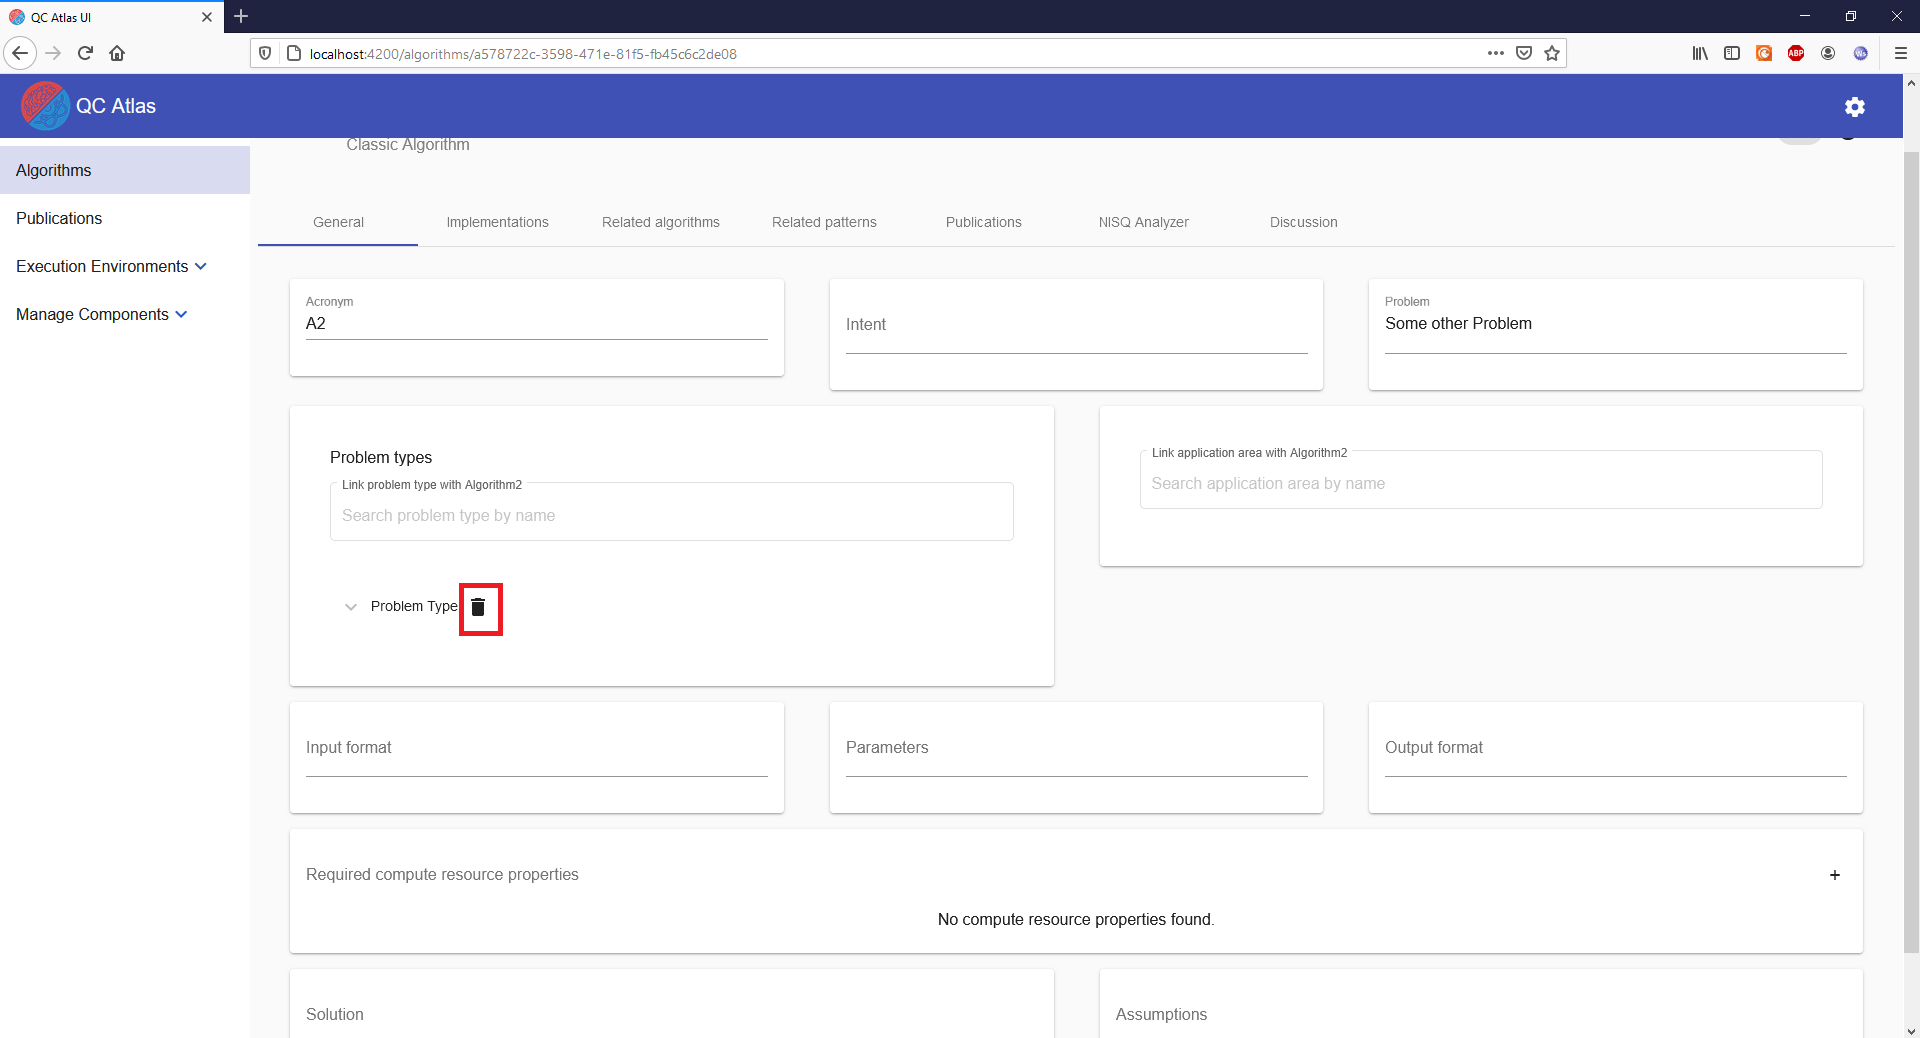 QC Atlas UI
localhost:4200/algorithms/a578722c-3598-471e-81f5-fb45c6c2de08
ABP
QC Atlas
Classic Algorithm
Algorithms
Publications
Execution Environments
Manage Components
General Implementations Related algorithms Related patterns Publications NISQ Analyzer Discussion
Acronym
A2
Intent
Problem
Some other Problem
Problem types
Link problem type with Algorithm2
Search problem type by name
Problem Type
Link application area with Algorithm2
Search application area by name
Input format
Parameters
Output format
Required compute resource properties
+
No compute resource properties found.
Solution
Assumptions